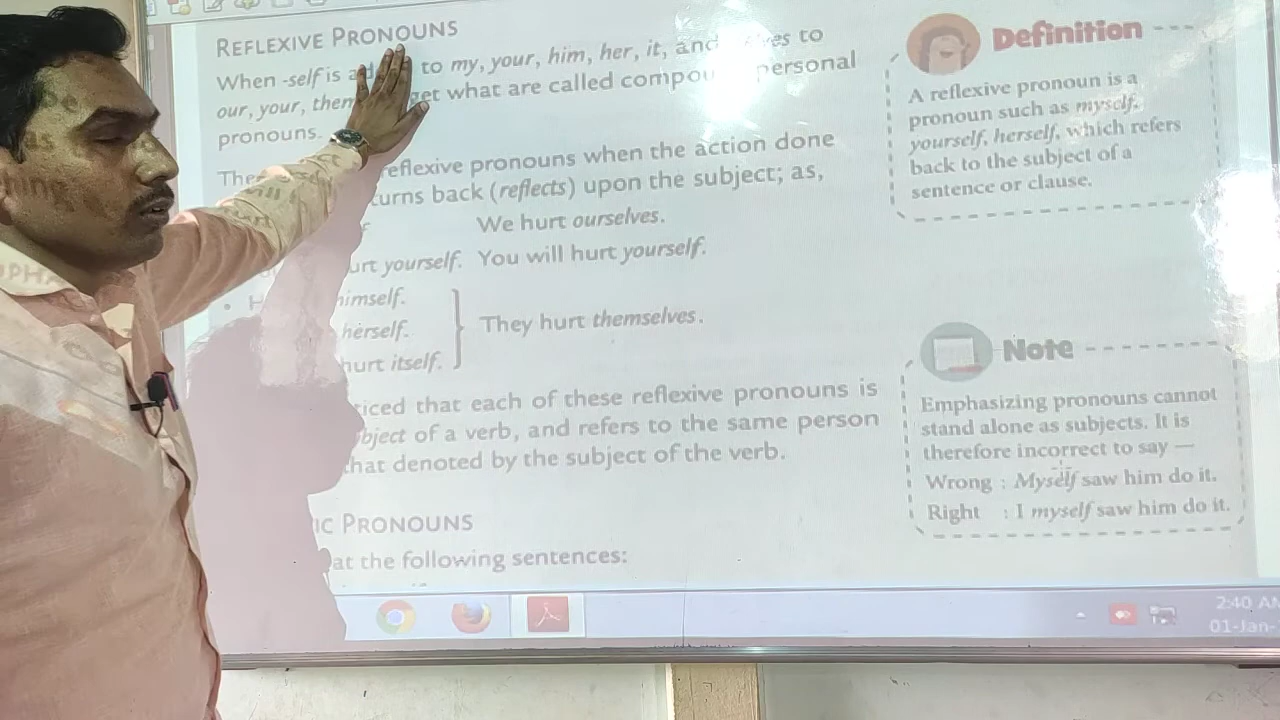 REFLEXIVE PRONOUNS
When -self is to my, your, him, her, it, and to
our, your, them get what are called personal
pronouns.
reflexive pronouns when the action done
turns back (reflects) upon the subject; as,
We hurt ourselves.
urt yourself. You will hurt yourself.
himself.
herself.
They hurt themselves.
hurt itself.
iced that each of these reflexive pronouns is
bject of a verb, and refers to the same person
that denoted by the subject of the verb.
IC PRONOUNS
at the following sentences:
Definition
A reflexive pronoun is a
pronoun such as myself,
yourself, herself, which refers
back to the subject of a
sentence or clause.
Note
Emphasizing pronouns cannot
stand alone as subjects. It is
therefore incorrect to say —
Wrong : Myself saw him do it.
Right : I myself saw him do it.
2:40 AM
01-Jan-